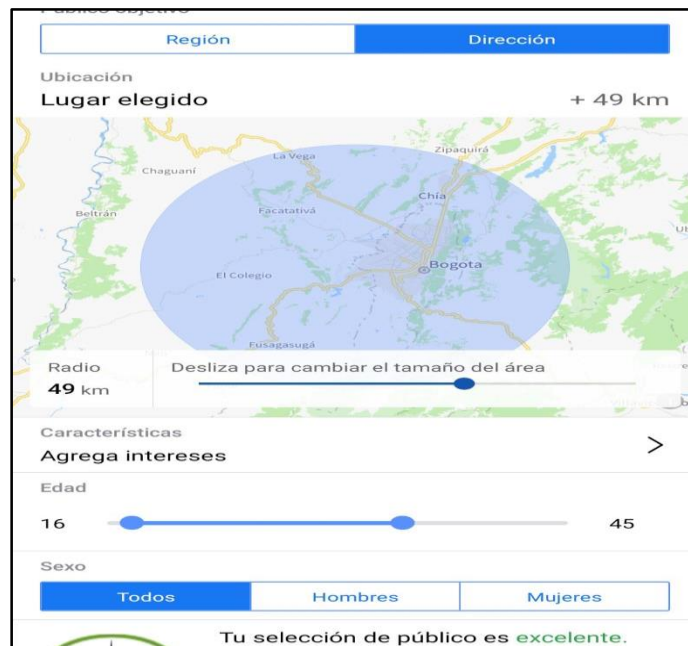 Público objetivo
Región
Dirección
Ubicación
Lugar elegido
+ 49 km
Zipaquirá
La Vega
Chaguaní
Chía
Beltrán
Facatativá
Bogota
El Colegio
Fusagasugá
Radio
Desliza para cambiar el tamaño del área
49 km
Características
Agrega intereses
>
Edad
16
45
Sexo
Todos
Hombres
Mujeres
Tu selección de público es excelente.